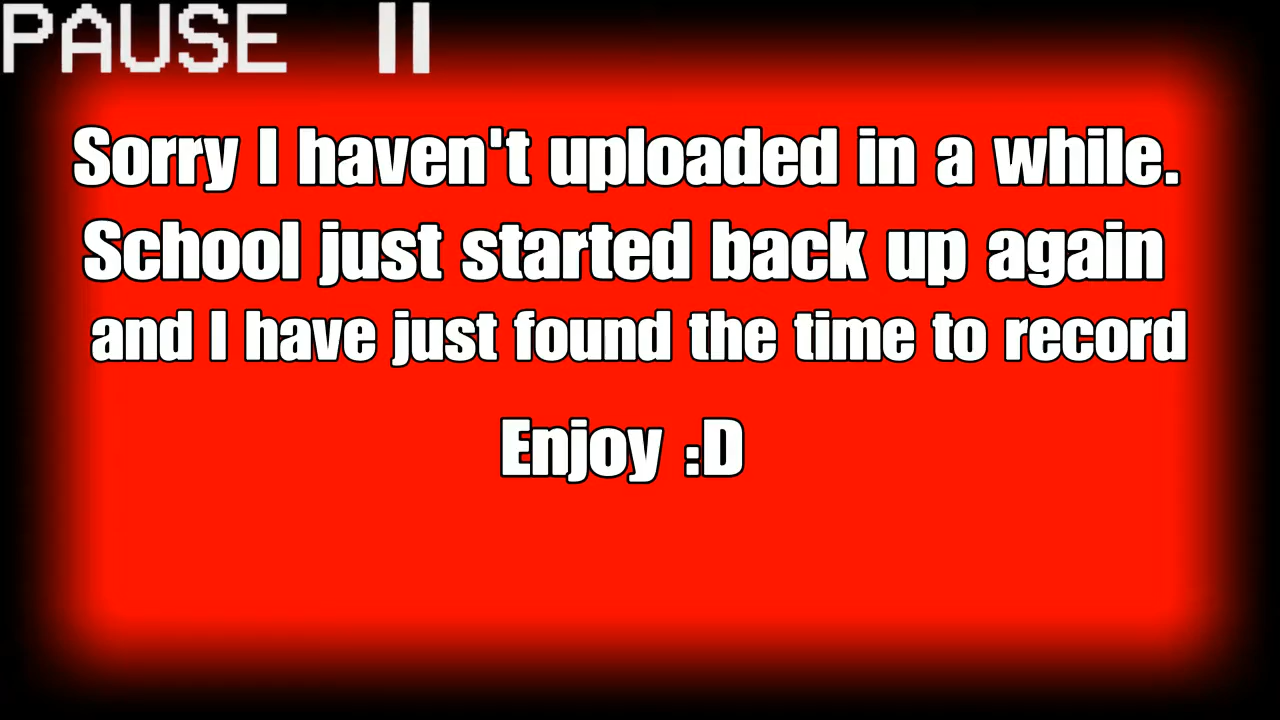 PAUSE II
Sorry I haven't uploaded in a while.
School just started back up again
and I have just found the time to record
Enjoy :D